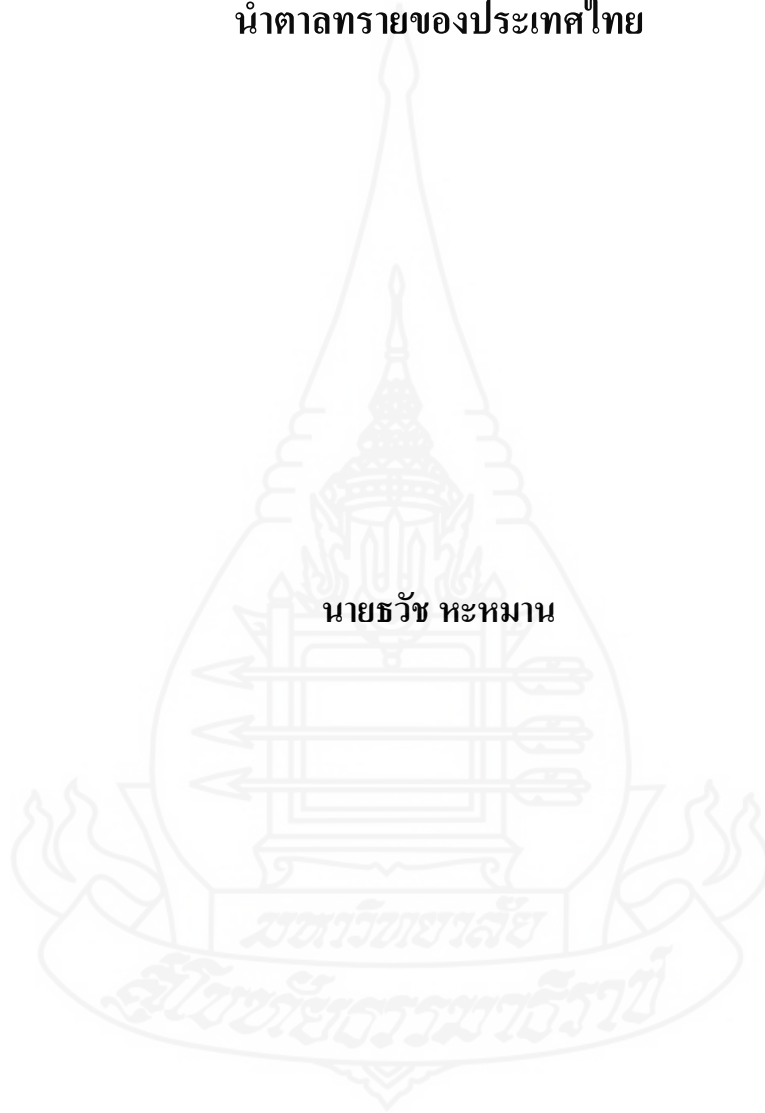 น้ำตาลทรายของประเทศไทย
นายธวัช หะหมาน
มหาวิทยาลัย
สุโขทัยธรรมาธิราช